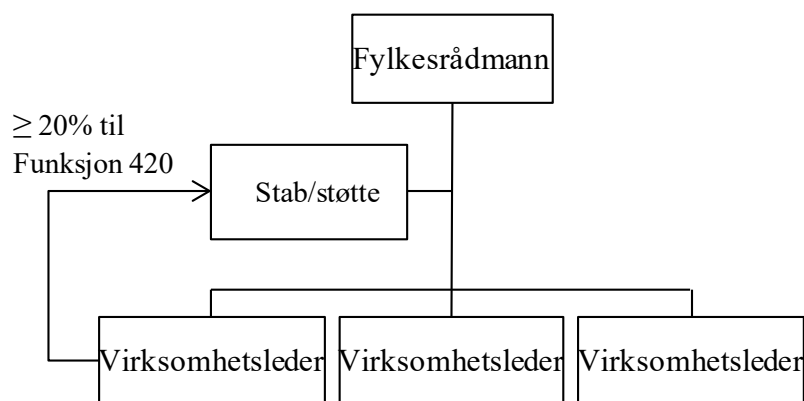 Fylkesrådmann
≥ 20% til
Funksjon 420
Stab/støtte
Virksomhetsleder
Virksomhetsleder
Virksomhetsleder